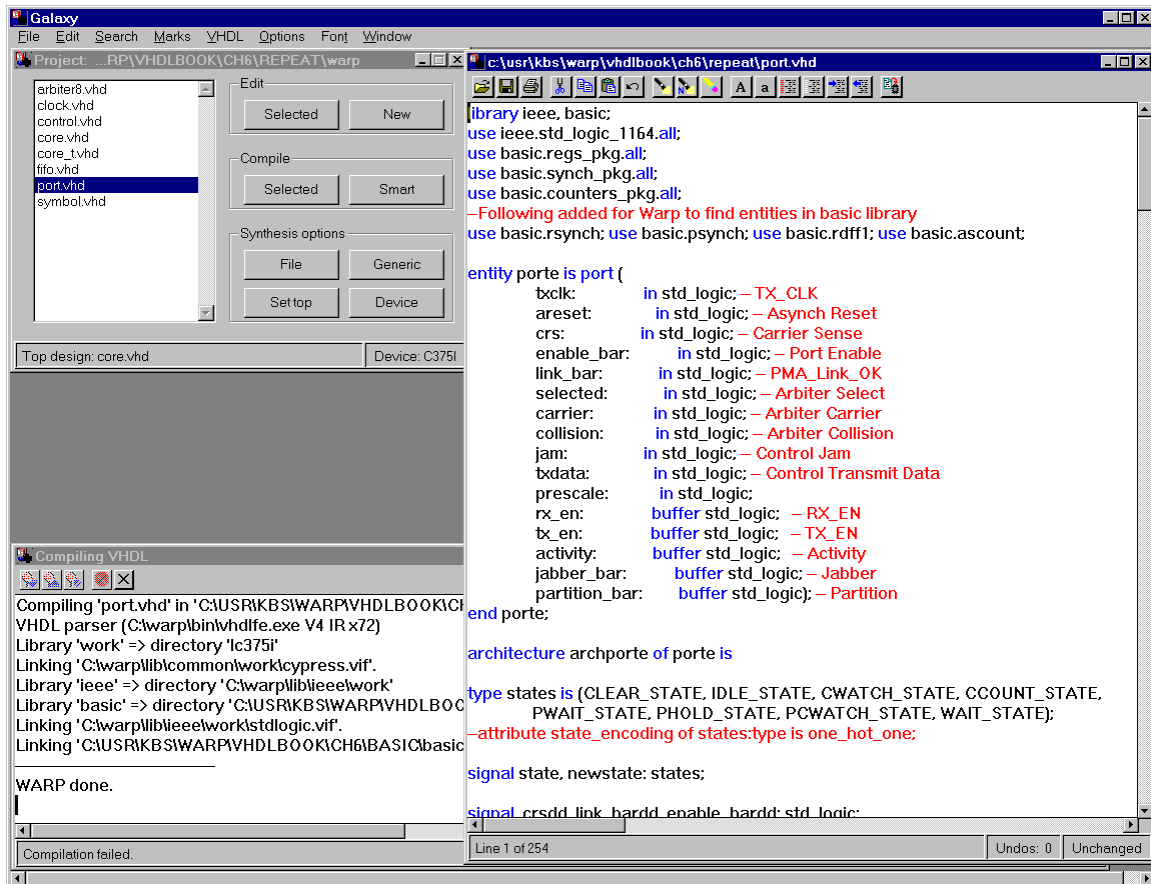 Galaxy
File Edit Search Marks VHDL Options Font Window
Project: ...RP\VHDLBOOK\CH6\REPEAT\warp
arbiter8.vhd
clock.vhd
control.vhd
core.vhd
core_t.vhd
fifo.vhd
port.vhd
symbol.vhd
Edit
Selected New
Compile
Selected Smart
Synthesis options
File Generic
Set top Device
Top design: core.vhd Device: C375I
Compiling VHDL
Compiling 'port.vhd' in 'C:\USR\KBS\WARP\VHDLBOOK\CH
VHDL parser (C:\warp\bin\vhdlfe.exe V4 IR x72)
Library 'work' => directory 'lc375i'
Linking 'C:\warp\lib\common\work\cypress.vif'.
Library 'ieee' => directory 'C:\warp\lib\ieee\work'
Library 'basic' => directory 'C:\USR\KBS\WARP\VHDLBOO
Linking 'C:\warp\lib\ieee\work\stdlogic.vif'.
Linking 'C:\USR\KBS\WARP\VHDLBOOK\CH6\BASIC\basic
WARP done.
Compilation failed.
c:\usr\kbs\warp\vhdlbook\ch6\repeat\port.vhd
A a
library ieee, basic;
use ieee.std_logic_1164.all;
use basic.regs_pkg.all;
use basic.synch_pkg.all;
use basic.counters_pkg.all;
--Following added for Warp to find entities in basic library
use basic.rsynch; use basic.psynch; use basic.rdff1; use basic.ascount;
entity porte is port (
txclk: in std_logic; -- TX_CLK
areset: in std_logic; -- Asynch Reset
crs: in std_logic; -- Carrier Sense
enable_bar: in std_logic; -- Port Enable
link_bar: in std_logic; -- PMA_Link_OK
selected: in std_logic; -- Arbiter Select
carrier: in std_logic; -- Arbiter Carrier
collision: in std_logic; -- Arbiter Collision
jam: in std_logic; -- Control Jam
txdata: in std_logic; -- Control Transmit Data
prescale: in std_logic;
rx_en: buffer std_logic; -- RX_EN
tx_en: buffer std_logic; -- TX_EN
activity: buffer std_logic; -- Activity
jabber_bar: buffer std_logic; -- Jabber
partition_bar: buffer std_logic); -- Partition
end porte;
architecture archporte of porte is
type states is (CLEAR_STATE, IDLE_STATE, CWATCH_STATE, CCOUNT_STATE,
PWAIT_STATE, PHOLD_STATE, PCWATCH_STATE, WAIT_STATE);
--attribute state_encoding of states:type is one_hot_one;
signal state, newstate: states;
signal crsdd, link_bardd, enable_bardd: std_logic;
Line 1 of 254 Undos: 0 Unchanged